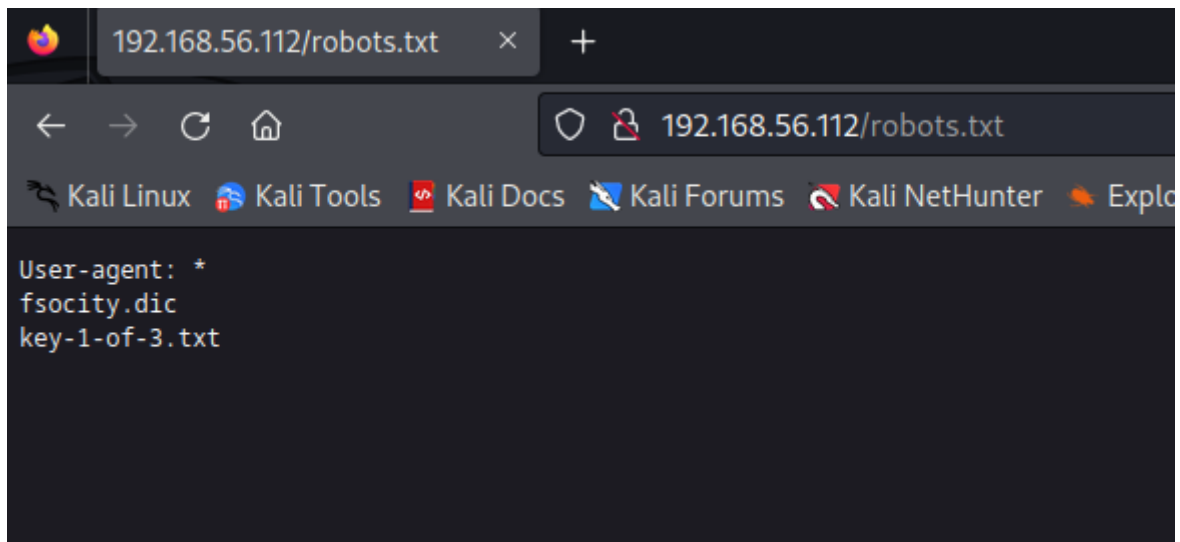 192.168.56.112/robots.txt
192.168.56.112/robots.txt
Kali Linux Kali Tools Kali Docs Kali Forums Kali NetHunter Explo
User-agent: *
fsocity.dic
key-1-of-3.txt